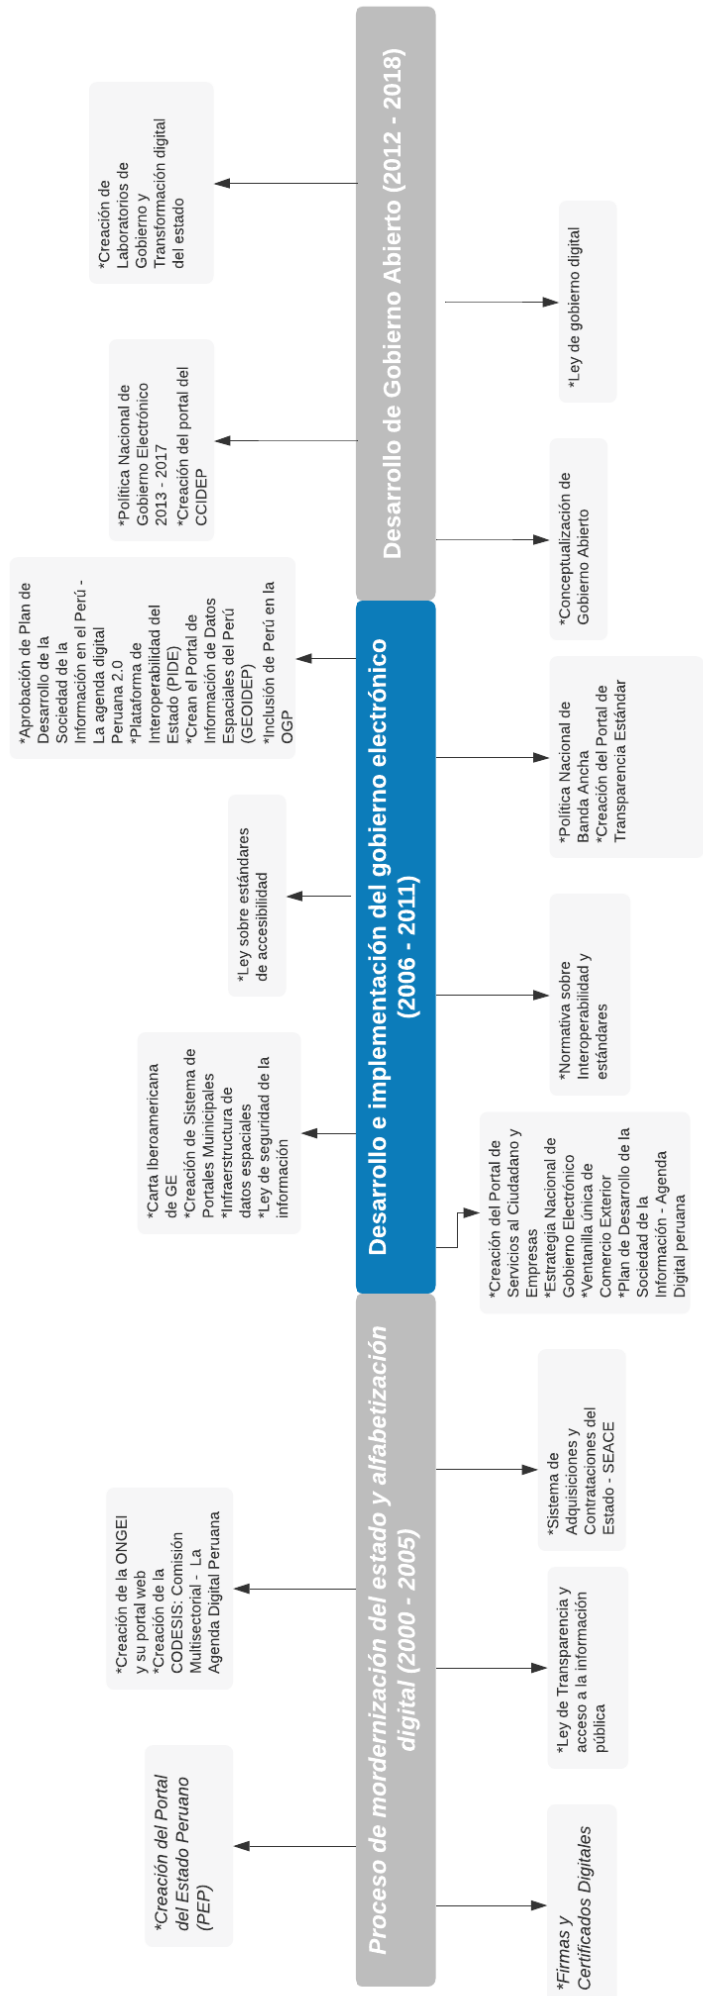 Proceso de mordernización del estado y alfabetización
digital (2000 - 2005)
*Firmas y
Certificados Digitales
*Creación del Portal
del Estado Peruano
(PEP)
*Ley de Transparencia y
acceso a la información
pública
*Creación de la ONGEI
y su portal web
*Creación de la
CODESIS: Comisión
Multisectorial - La
Agenda Digital Peruana
*Sistema de
Adquisiciones y
Contrataciones del
Estado - SEACE
Desarrollo e implementación del gobierno electrónico
(2006 - 2011)
*Creación del Portal de
Servicios al Ciudadano y
Empresas
*Estrategia Nacional de
Gobierno Electrónico
*Ventanilla única de
Comercio Exterior
*Plan de Desarrollo de la
Sociedad de la
Información - Agenda
Digital peruana
*Carta Iberoamericana
de GE
*Creación de Sistema de
Portales Muinicipales
*Infraerstructura de
datos espaciales
*Ley de seguridad de la
información
*Normativa sobre
Interoperabilidad y
estándares
*Ley sobre estándares
de accesibilidad
*Política Nacional de
Banda Ancha
*Creación del Portal de
Transparencia Estándar
*Aprobación de Plan de
Desarrollo de la
Sociedad de la
Información en el Perú -
La agenda digital
Peruana 2.0
*Plataforma de
Interoperabilidad del
Estado (PIDE)
*Crean el Portal de
Información de Datos
Espaciales del Perú
(GEOIDEP)
*Inclusión de Perú en la
OGP
Desarrollo de Gobierno Abierto (2012 - 2018)
*Conceptualización de
Gobierno Abierto
*Política Nacional de
Gobierno Electrónico
2013 - 2017
*Creación del portal del
CCIDEP
*Ley de gobierno digital
*Creación de
Laboratorios de
Gobierno y
Transformación digital
del estado